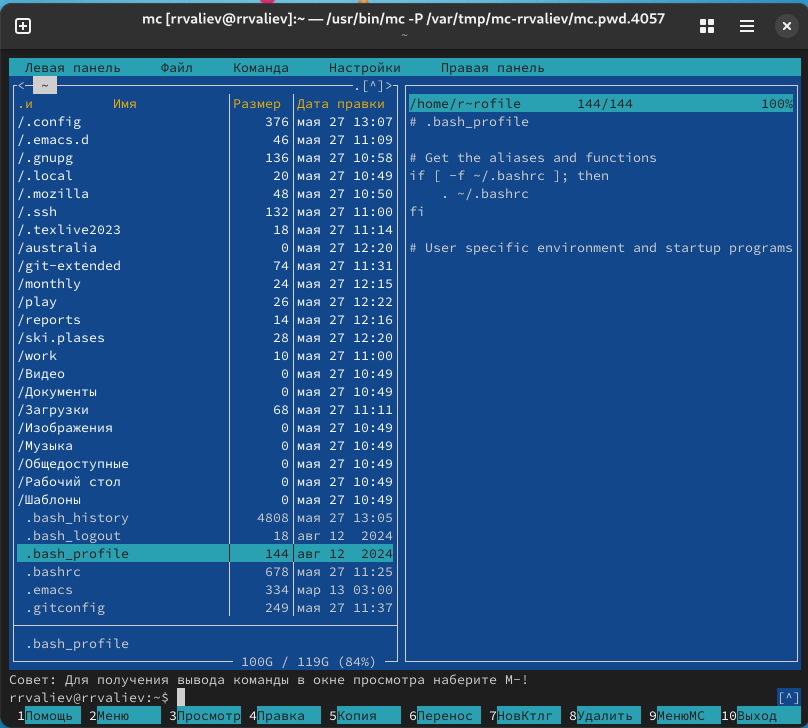 mc [rrvaliev@rrvaliev]:~ — /usr/bin/mc -P /var/tmp/mc-rrvaliev/mc.pwd.4057
~
Левая панель Файл Команда Настройки Правая панель
<─ ~ ─.[^]>
.и Имя Размер Дата правки
/.config 376 мая 27 13:07
/.emacs.d 46 мая 27 11:09
/.gnupg 136 мая 27 10:58
/.local 20 мая 27 10:49
/.mozilla 48 мая 27 10:50
/.ssh 132 мая 27 11:00
/.texlive2023 18 мая 27 11:14
/australia 0 мая 27 12:20
/git-extended 74 мая 27 11:31
/monthly 24 мая 27 12:15
/play 26 мая 27 12:22
/reports 14 мая 27 12:16
/ski.plases 28 мая 27 12:20
/work 10 мая 27 11:00
/Видео 0 мая 27 10:49
/Документы 0 мая 27 10:49
/Загрузки 68 мая 27 11:11
/Изображения 0 мая 27 10:49
/Музыка 0 мая 27 10:49
/Общедоступные 0 мая 27 10:49
/Рабочий стол 0 мая 27 10:49
/Шаблоны 0 мая 27 10:49
.bash_history 4808 мая 27 13:05
.bash_logout 18 авг 12 2024
.bash_profile 144 авг 12 2024
.bashrc 678 мая 27 11:25
.emacs 334 мар 13 03:00
.gitconfig 249 мая 27 11:37
.bash_profile
100G / 119G (84%)
/home/r~rofile 144/144 100%
# .bash_profile
# Get the aliases and functions
if [ -f ~/.bashrc ]; then
. ~/.bashrc
fi
# User specific environment and startup programs
Совет: Для получения вывода команды в окне просмотра наберите M-!
rrvaliev@rrvaliev:~$ [^]
1Помощь 2Меню 3Просмотр 4Правка 5Копия 6Перенос 7НовКтлг 8Удалить 9МенюMC 10Выход